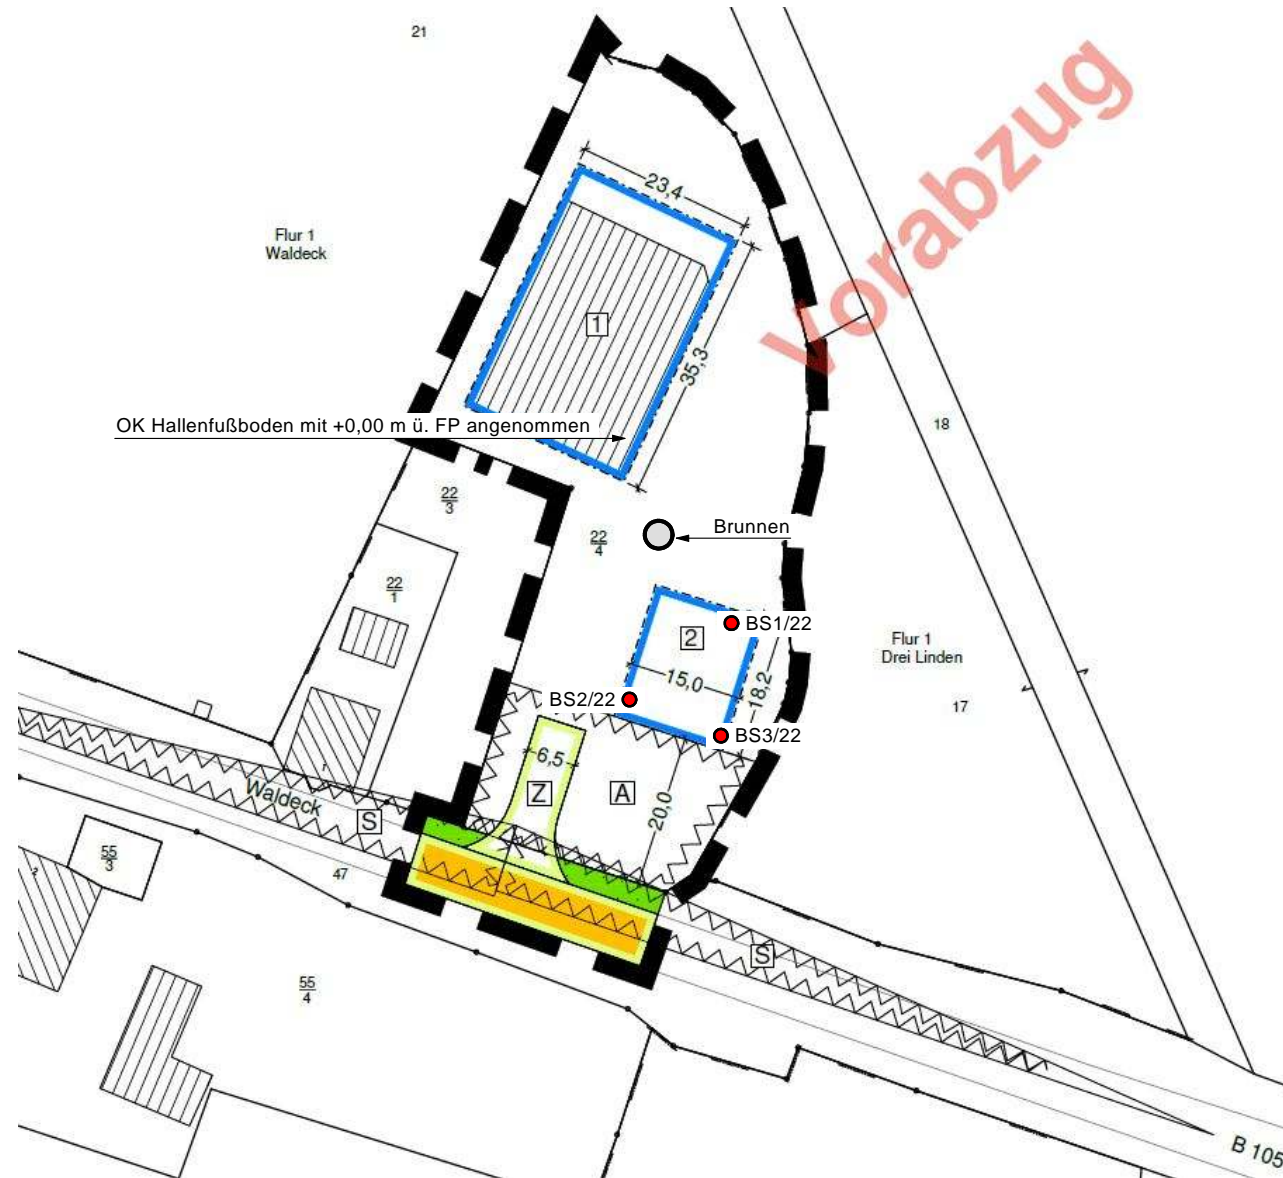 21
Vorabzug
23,4
Flur 1
Waldeck
1
35,3
OK Hallenfußboden mit +0,00 m ü. FP angenommen
18
22
3
Brunnen
22
4
22
1
BS1/22
2
Flur 1
Drei Linden
15,0
18,2
BS2/22
17
BS3/22
6,5
Waldeck
Z
A
20,0
S
55
3
47
2
S
55
4
B 105